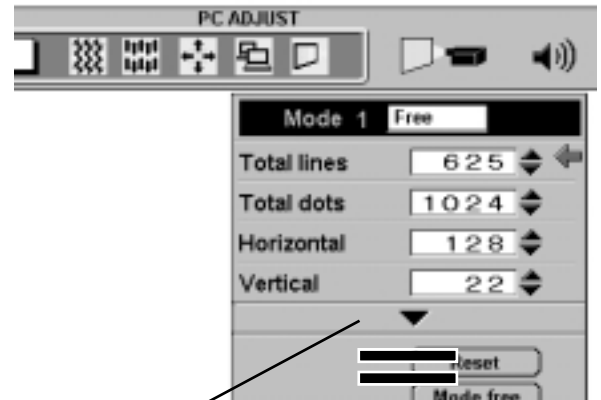 PC ADJUST
Mode 1 Free
Total lines 625
Total dots 1024
Horizontal 128
Vertical 22
Reset
Mode free